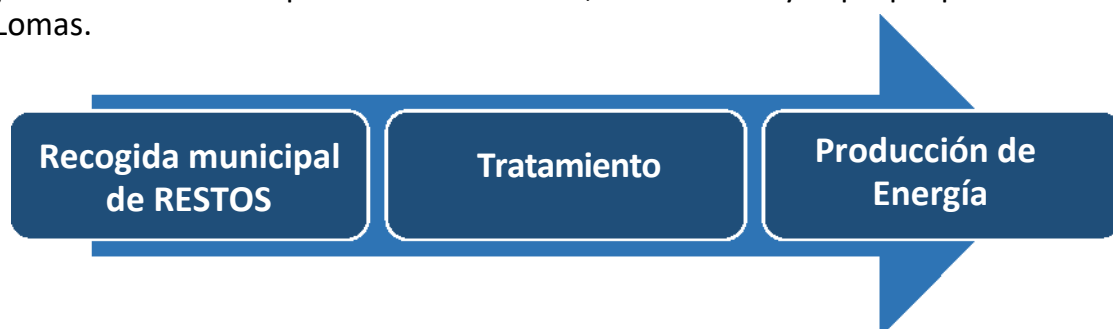 Lomas.
Recogida municipal
de RESTOS
Tratamiento
Producción de
Energía